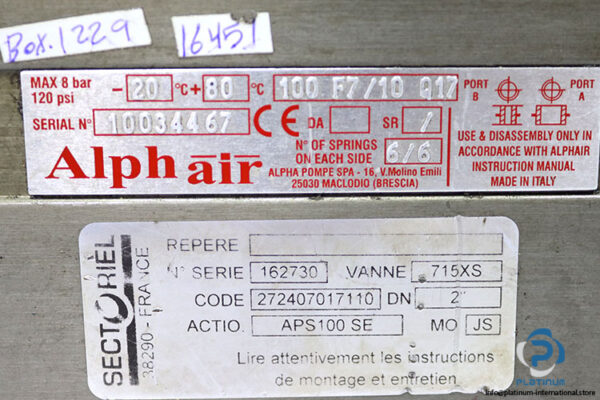 Box.1229
16451
MAX 8 bar
120 psi
-20 °C +80 °C
100 F7/10 Q17
PORT B
PORT A
SERIAL N° 10034467
CE
DA
SR /
N° OF SPRINGS
ON EACH SIDE
6/6
Alphair
ALPHA POMPE SPA - 16, V.Molino Emili
25030 MACLODIO (BRESCIA)
USE & DISASSEMBLY ONLY IN
ACCORDANCE WITH ALPHAIR
INSTRUCTION MANUAL
MADE IN ITALY
SECTORIEL
38290 - FRANCE
REPERE
N° SERIE 162730 VANNE 715XS
CODE 272407017110 DN 2"
ACTIO. APS100 SE MO JS
Lire attentivement les instructions
de montage et entretien.
PLATINUM
info@platinum-international.store